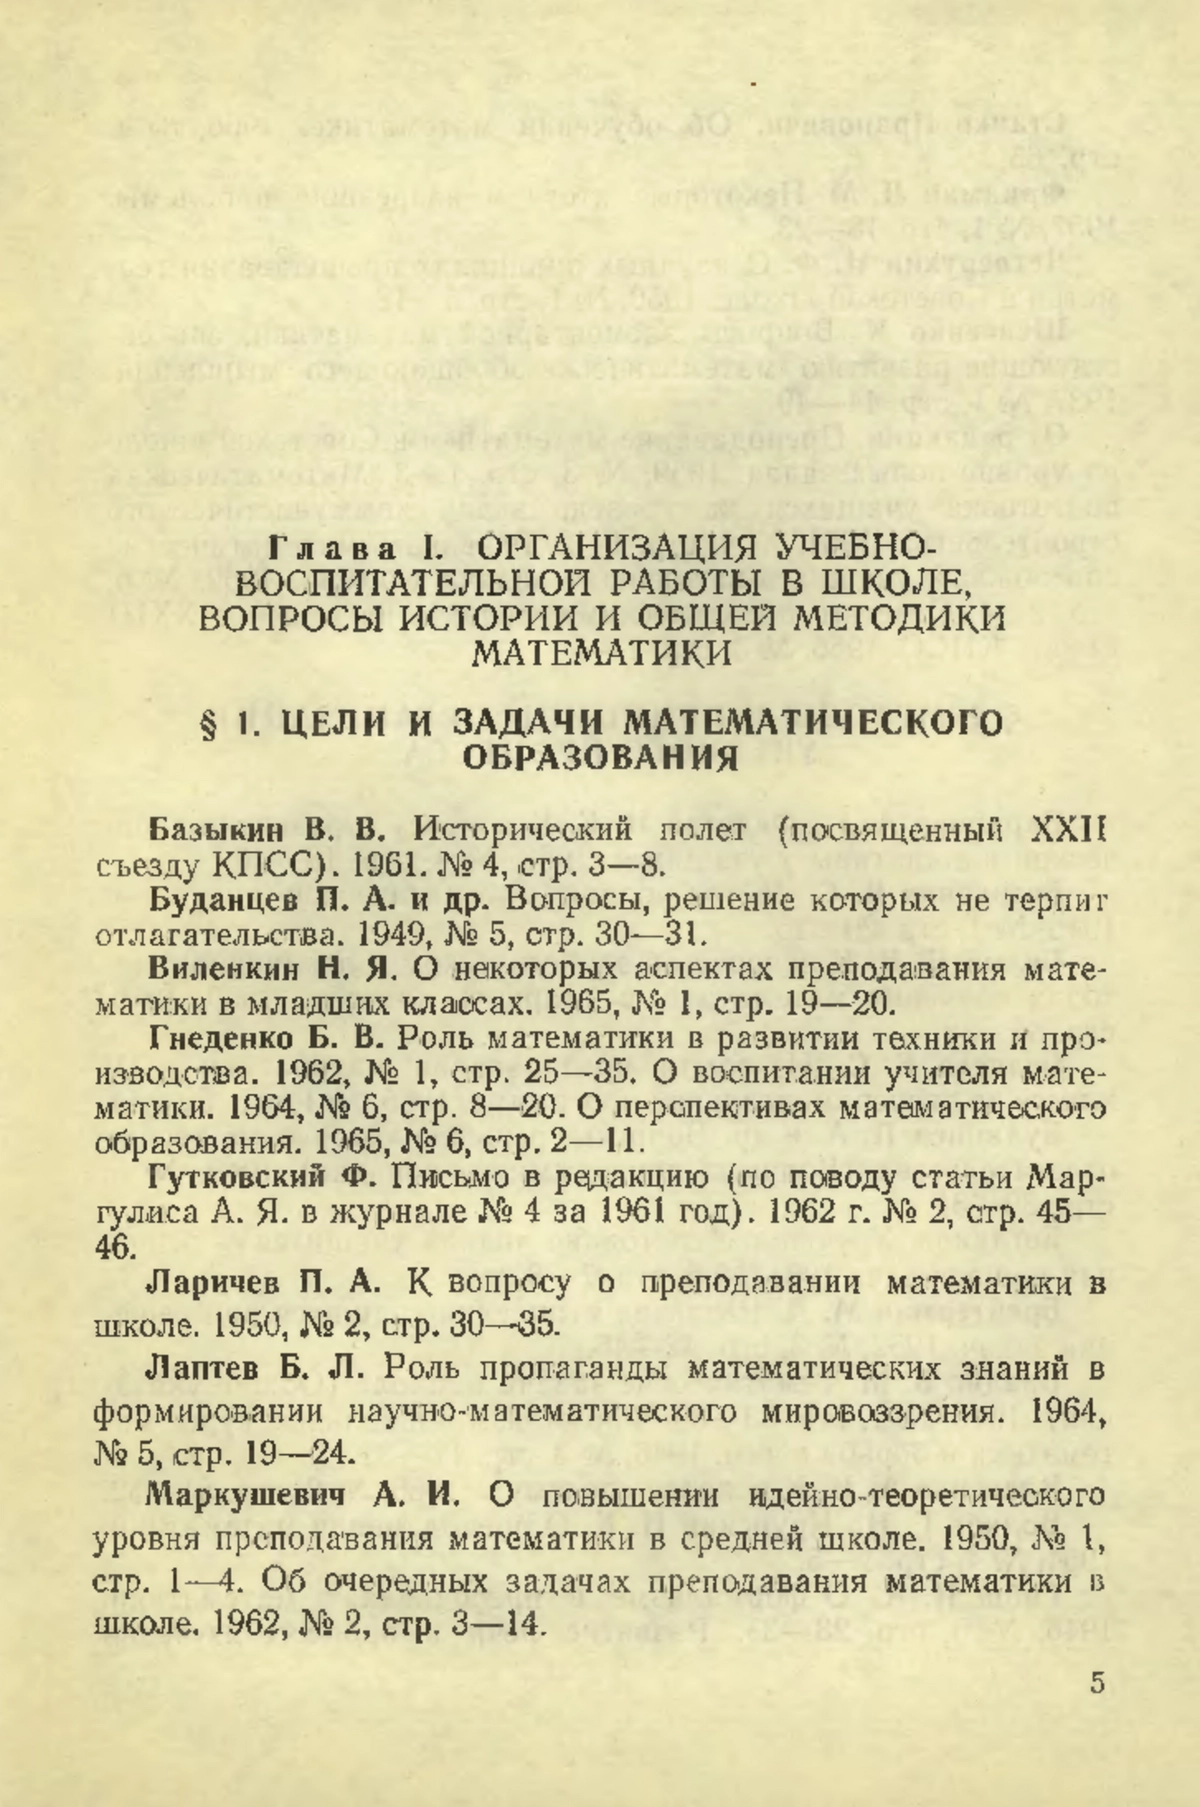 Глава I. ОРГАНИЗАЦИЯ УЧЕБНО-
ВОСПИТАТЕЛЬНОЙ РАБОТЫ В ШКОЛЕ,
ВОПРОСЫ ИСТОРИИ И ОБЩЕЙ МЕТОДИКИ
МАТЕМАТИКИ
§ 1. ЦЕЛИ И ЗАДАЧИ МАТЕМАТИЧЕСКОГО
ОБРАЗОВАНИЯ
Базыкин В. В. Исторический полет (посвященный XXII
съезду КПСС). 1961. № 4, стр. 3—8.
Буданцев П. А. и др. Вопросы, решение которых не терпит
отлагательства. 1949, № 5, стр. 30—31.
Виленкин Н. Я. О некоторых аспектах преподавания мате-
матики в младших классах. 1965, № 1, стр. 19—20.
Гнеденко Б. В. Роль математики в развитии техники и про-
изводства. 1962, № 1, стр. 25—35. О воспитании учителя мате-
матики. 1964, № 6, стр. 8—20. О перспективах математического
образования. 1965, № 6, стр. 2—11.
Гутковский Ф. Письмо в редакцию (по поводу статьи Мар-
гулиса А. Я. в журнале № 4 за 1961 год). 1962 г. № 2, стр. 45—
46.
Ларичев П. А. К вопросу о преподавании математики в
школе. 1950, № 2, стр. 30—35.
Лаптев Б. Л. Роль пропаганды математических знаний в
формировании научно-математического мировоззрения. 1964,
№ 5, стр. 19—24.
Маркушевич А. И. О повышении идейно-теоретического
уровня преподавания математики в средней школе. 1950, № 1,
стр. 1—4. Об очередных задачах преподавания математики в
школе. 1962, № 2, стр. 3—14.
5